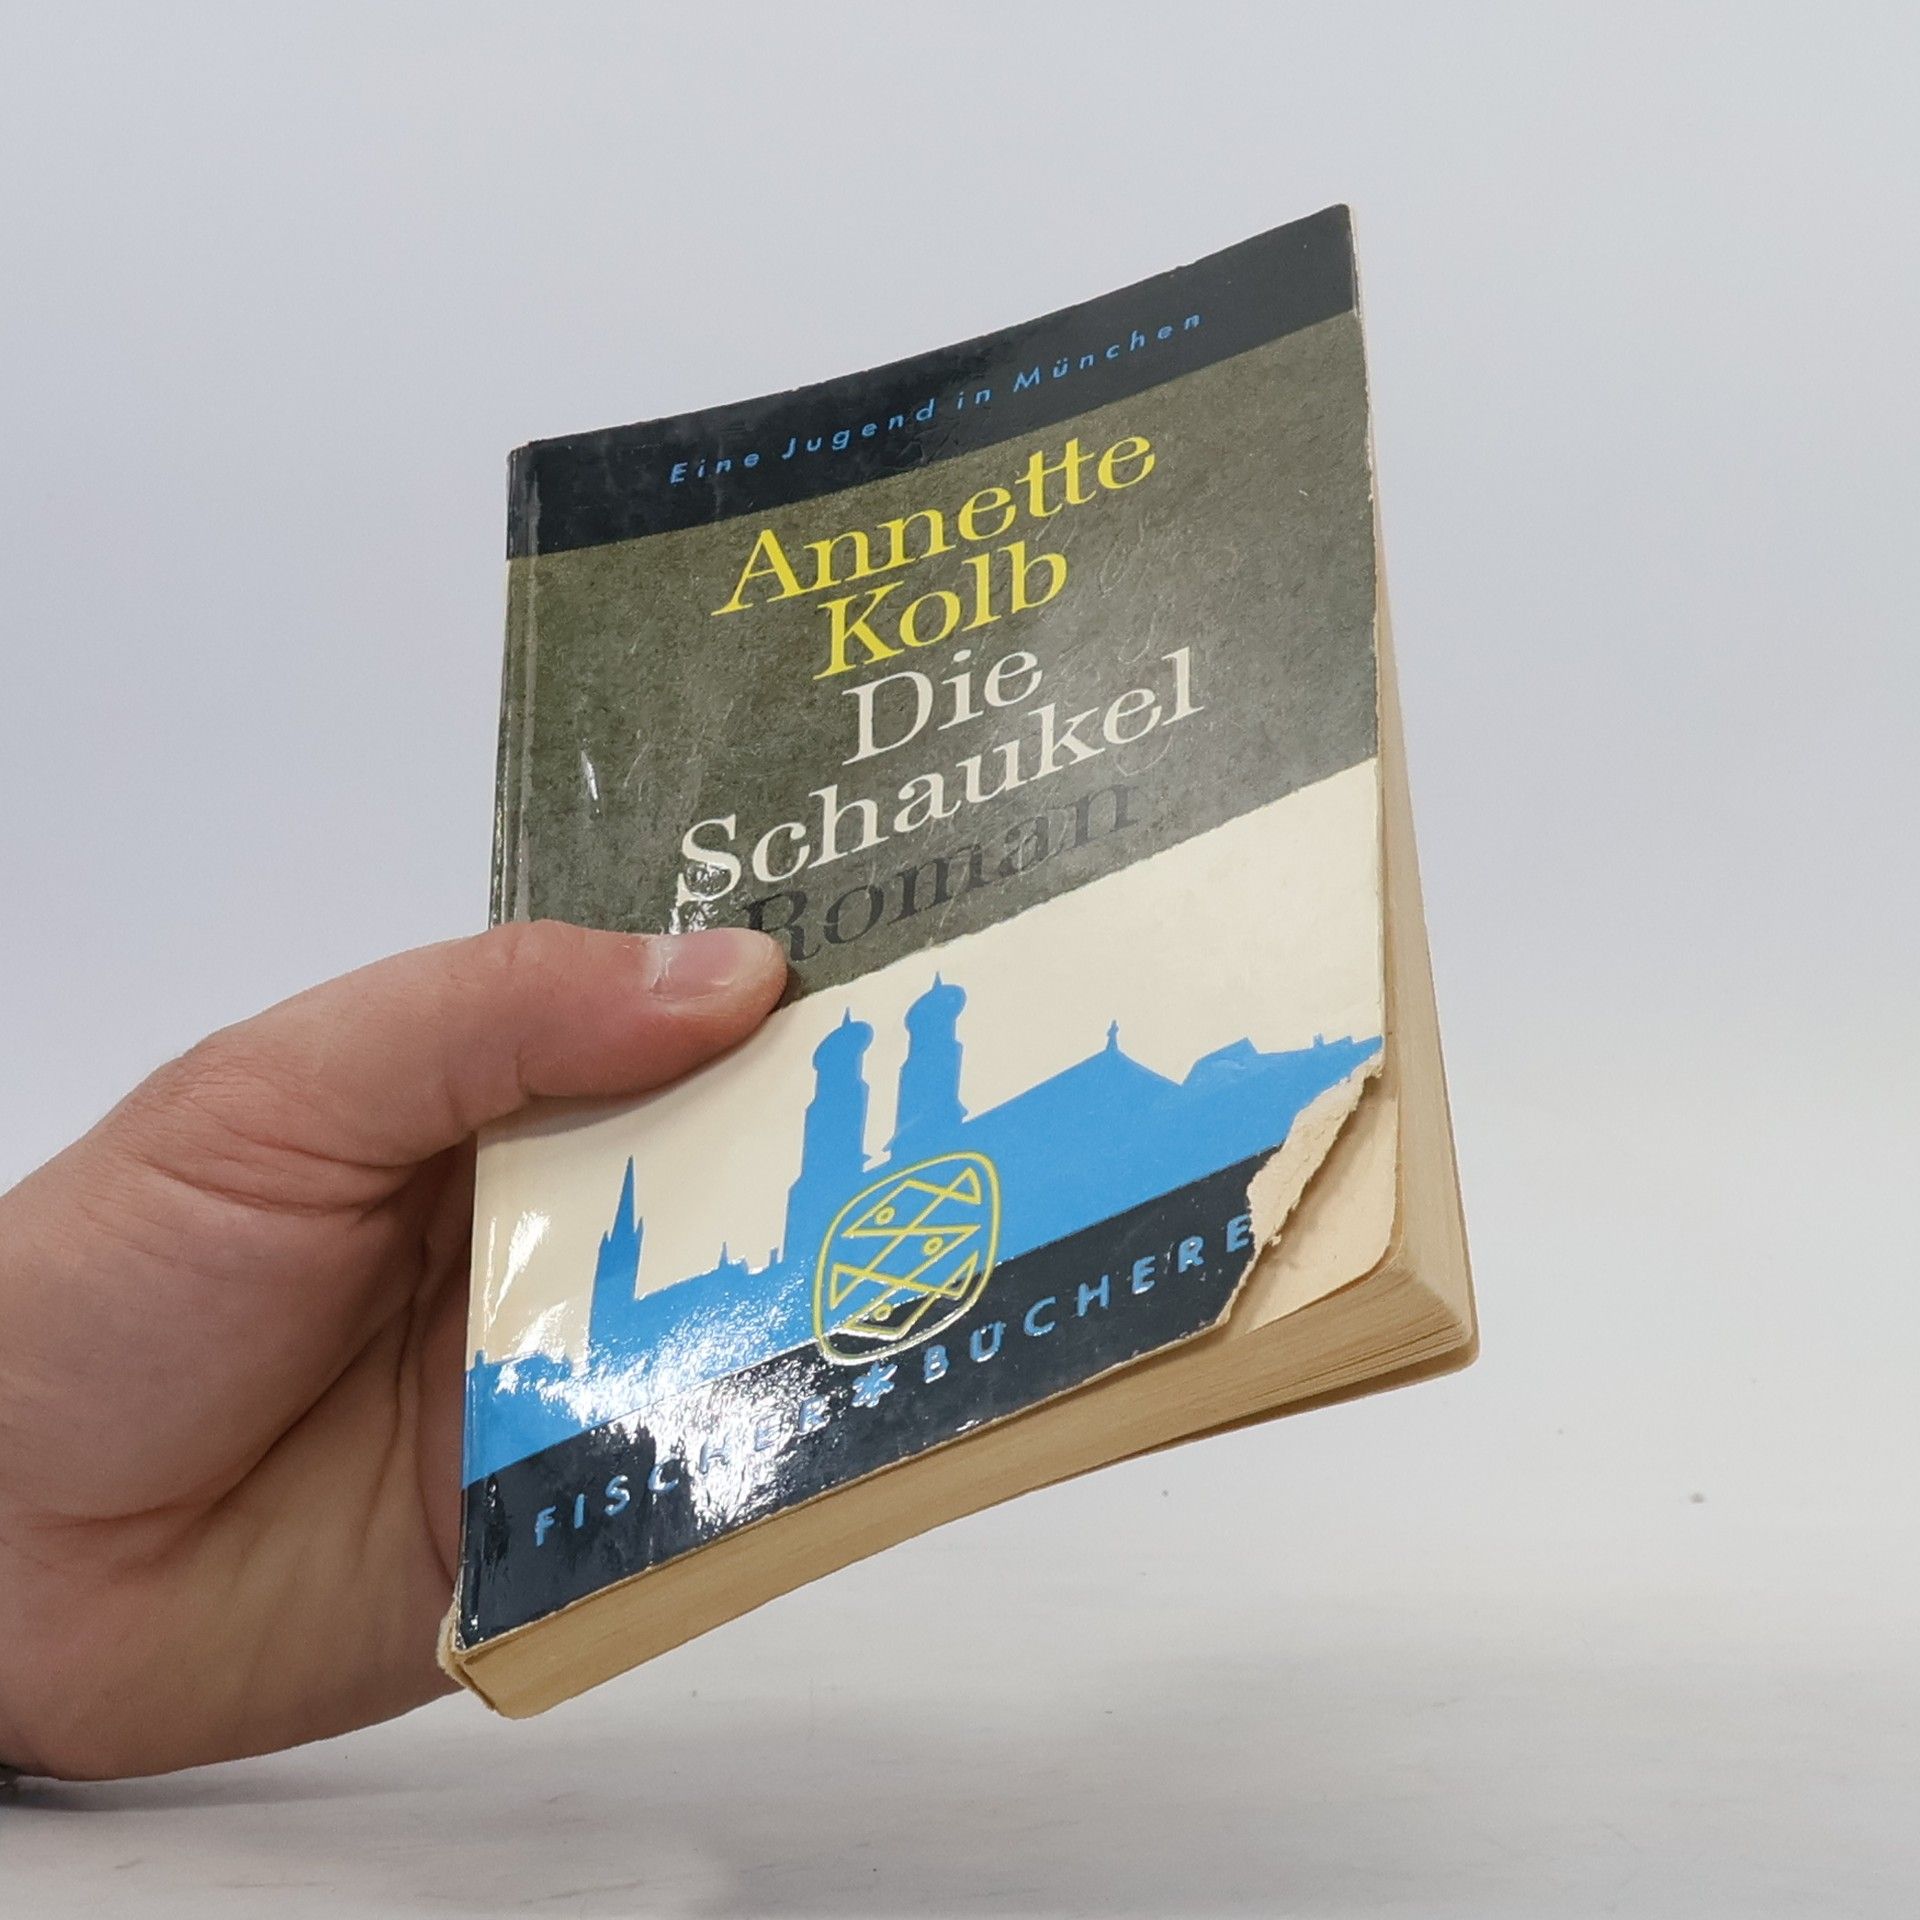 Eine Jugend in München
Annette
Kolb
Die
Schaukel
Roman
FISCHER * BÜCHERE